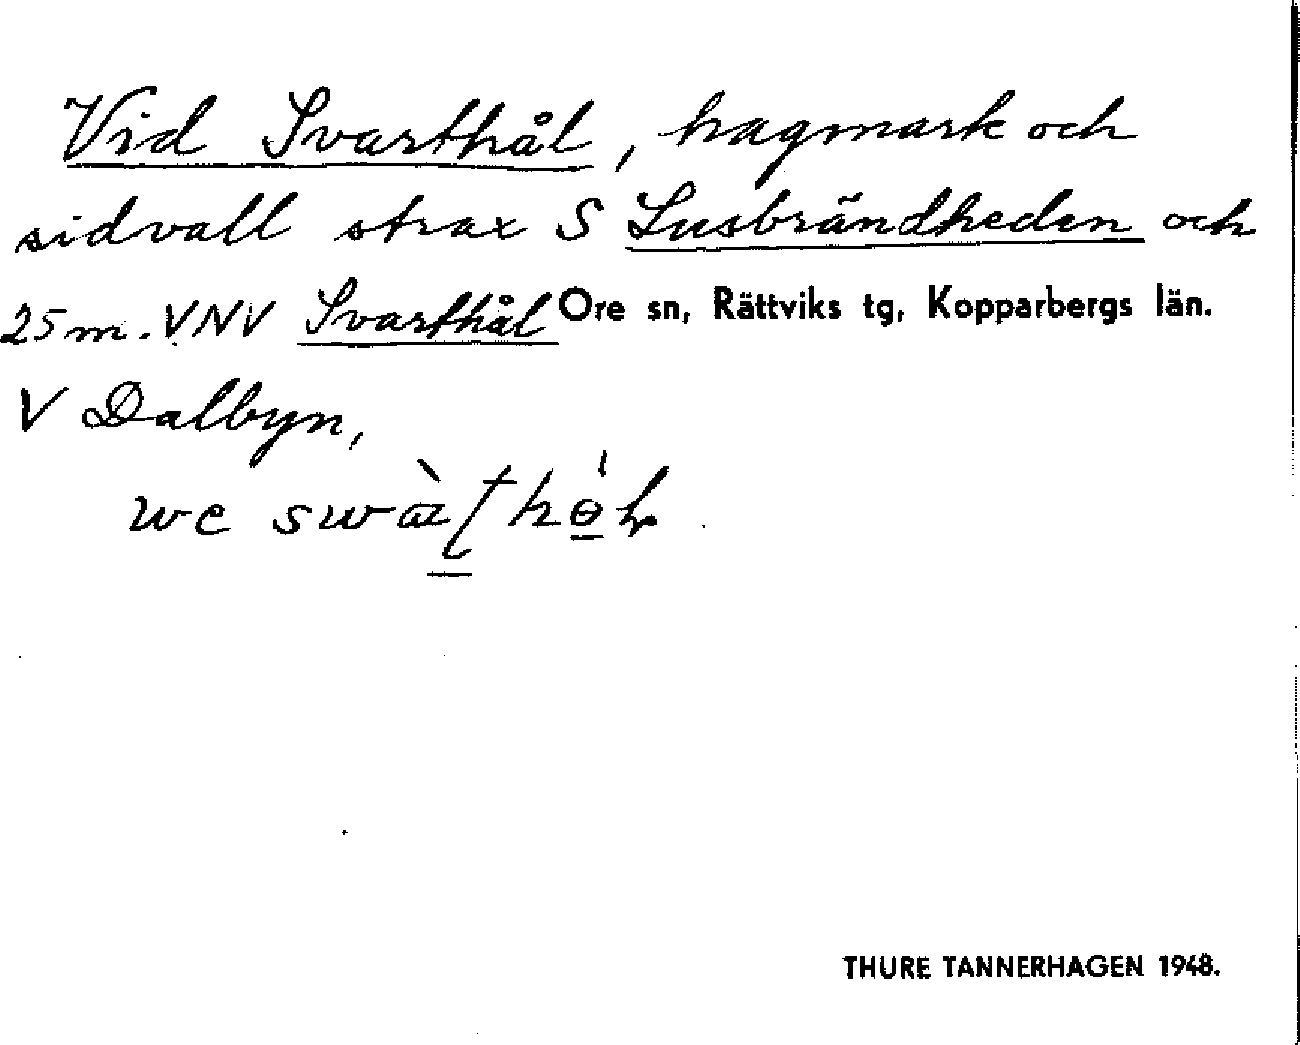 Vid Svarthål, hagmark och
sidvall strax S Lusbrändheden och
25 m. VNV Svarthål Ore sn, Rättviks tg, Kopparbergs län.
V Dalbyn,
we
THURE TANNERHAGEN 1948.